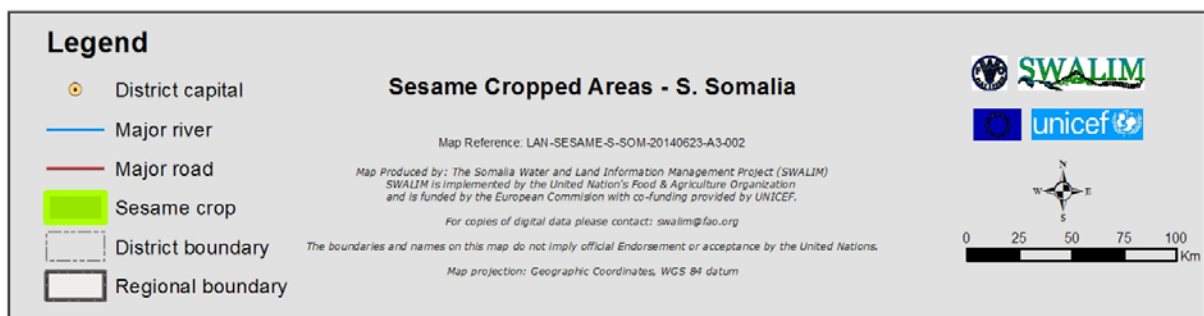 Legend
District capital
Major river
Major road
Sesame crop
District boundary
Regional boundary
Sesame Cropped Areas - S. Somalia
Map Reference: LAN-SESAME-S-SOM-20140623-A3-002
Map Produced by: The Somalia Water and Land Information Management Project (SWALIM)
SWALIM is implemented by the United Nation's Food & Agriculture Organization
and is funded by the European Commision with co-funding provided by UNICEF.
For copies of digital data please contact: swalim@fao.org
The boundaries and names on this map do not imply official Endorsement or acceptance by the United Nations.
Map projection: Geographic Coordinates, WGS 84 datum
SWALIM
unicef
N
W E
S
0 25 50 75 100
Km